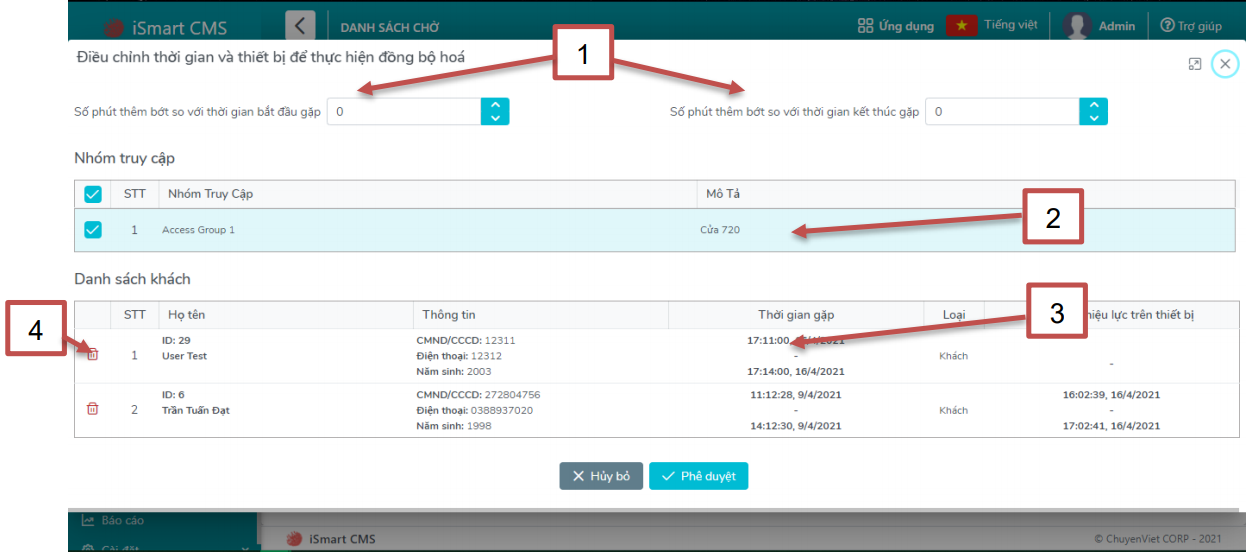 iSmart CMS
DANH SÁCH CHỜ
Ứng dụng
Tiếng việt
Admin
Trợ giúp
Điều chỉnh thời gian và thiết bị để thực hiện đồng bộ hoá
1
Số phút thêm bớt so với thời gian bắt đầu gặp 0
Số phút thêm bớt so với thời gian kết thúc gặp 0
Nhóm truy cập
STT Nhóm Truy Cập Mô Tả
1 Access Group 1 Cửa 720
2
Danh sách khách
STT Họ tên Thông tin Thời gian gặp Loại hiệu lực trên thiết bị
3
4
1
ID: 29
User Test
CMND/CCCD: 12311
Điện thoại: 12312
Năm sinh: 2003
17:11:00, /4/2021
-
17:14:00, 16/4/2021
Khách
-
2
ID: 6
Trần Tuấn Đạt
CMND/CCCD: 272804756
Điện thoại: 0388937020
Năm sinh: 1998
11:12:28, 9/4/2021
-
14:12:30, 9/4/2021
Khách
16:02:39, 16/4/2021
-
17:02:41, 16/4/2021
Hủy bỏ
Phê duyệt
Báo cáo
Cài đặt
iSmart CMS
© ChuyenViet CORP - 2021